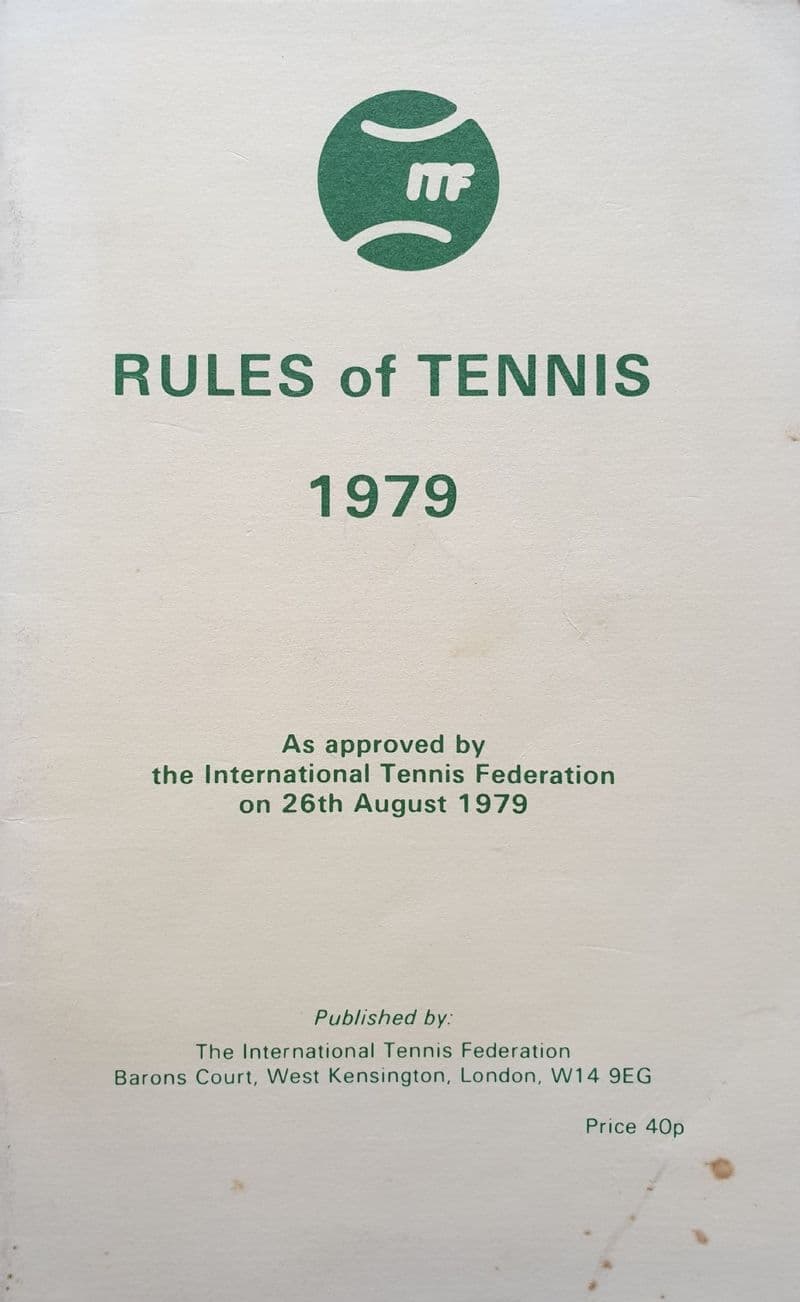 ITF
RULES of TENNIS
1979
As approved by
the International Tennis Federation
on 26th August 1979
Published by:
The International Tennis Federation
Barons Court, West Kensington, London, W14 9EG
Price 40p